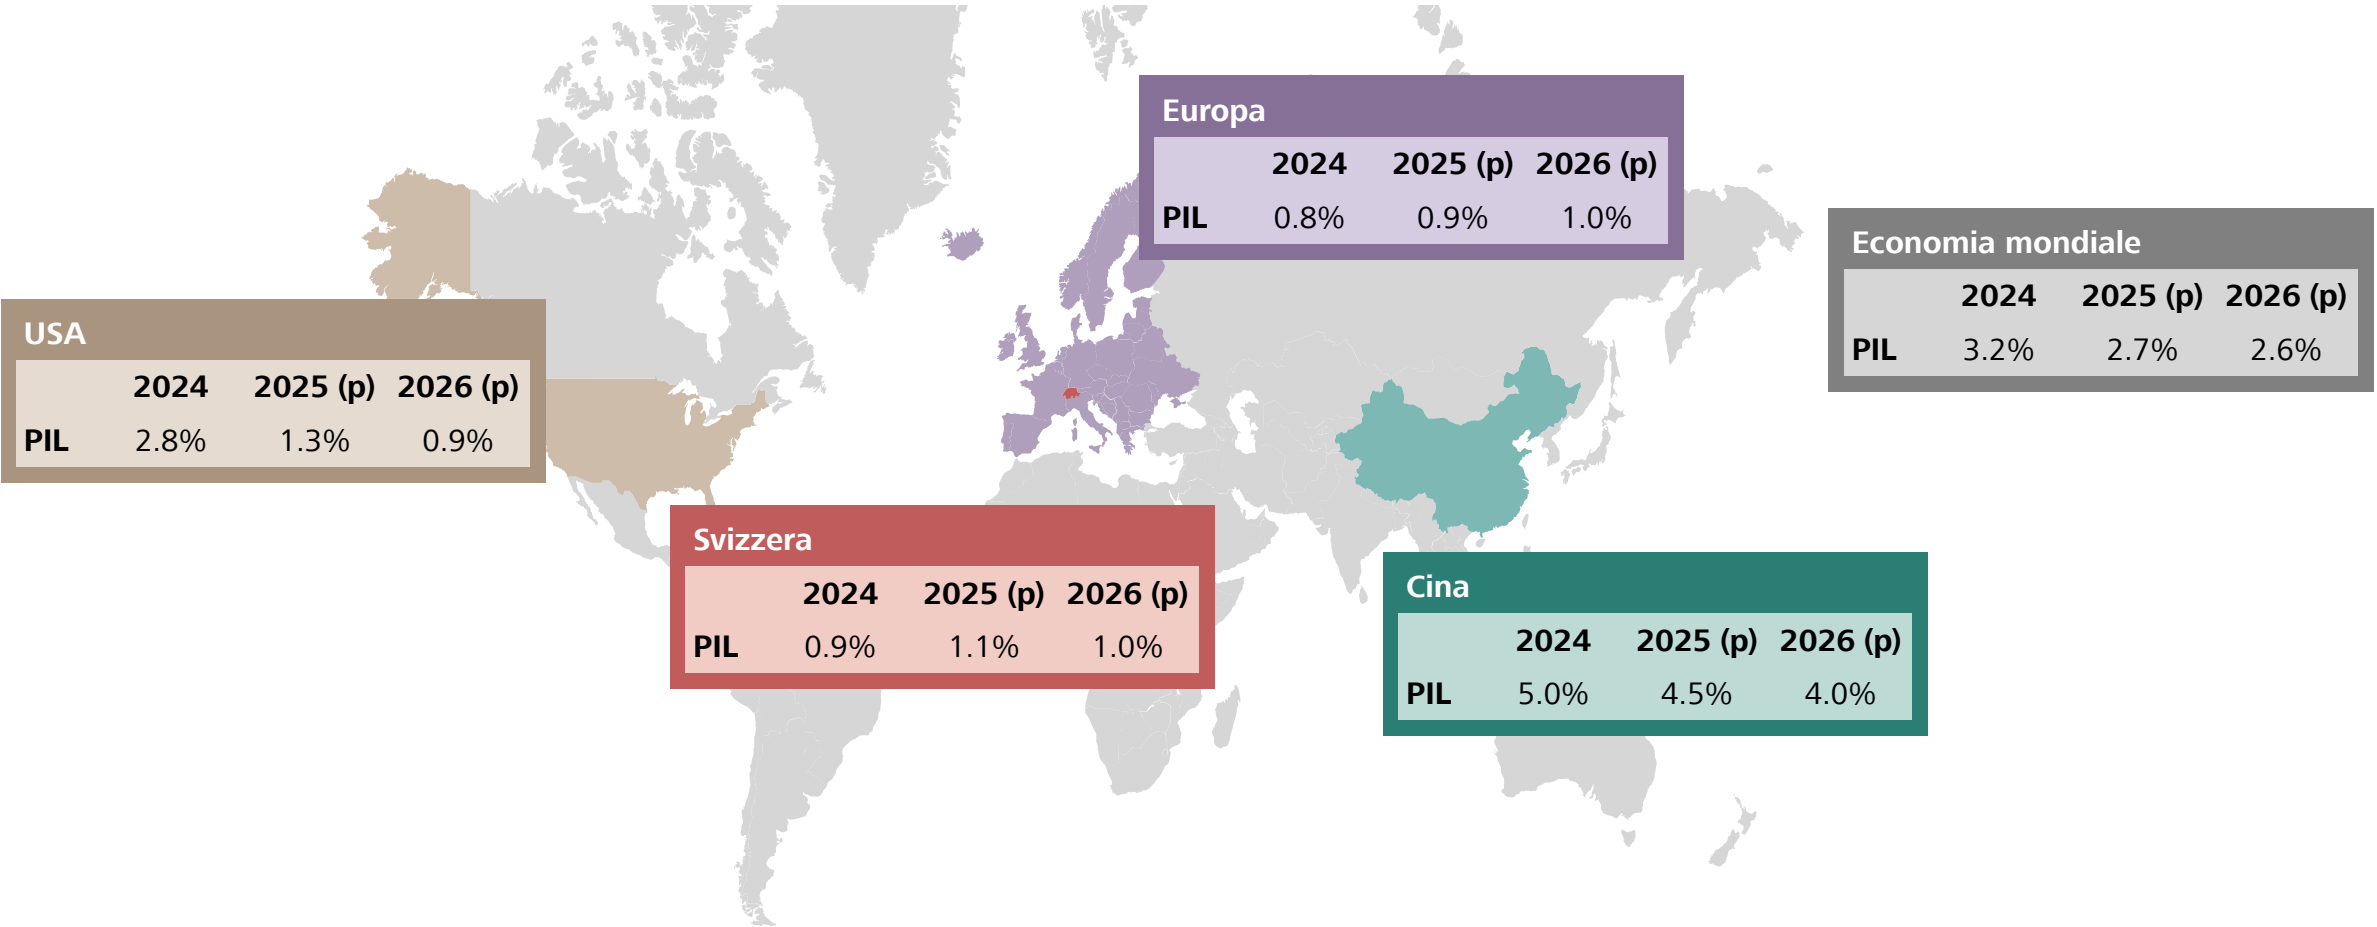 Europa
2024 2025 (p) 2026 (p)
PIL 0.8% 0.9% 1.0%
Economia mondiale
2024 2025 (p) 2026 (p)
PIL 3.2% 2.7% 2.6%
USA
2024 2025 (p) 2026 (p)
PIL 2.8% 1.3% 0.9%
Svizzera
2024 2025 (p) 2026 (p)
PIL 0.9% 1.1% 1.0%
Cina
2024 2025 (p) 2026 (p)
PIL 5.0% 4.5% 4.0%